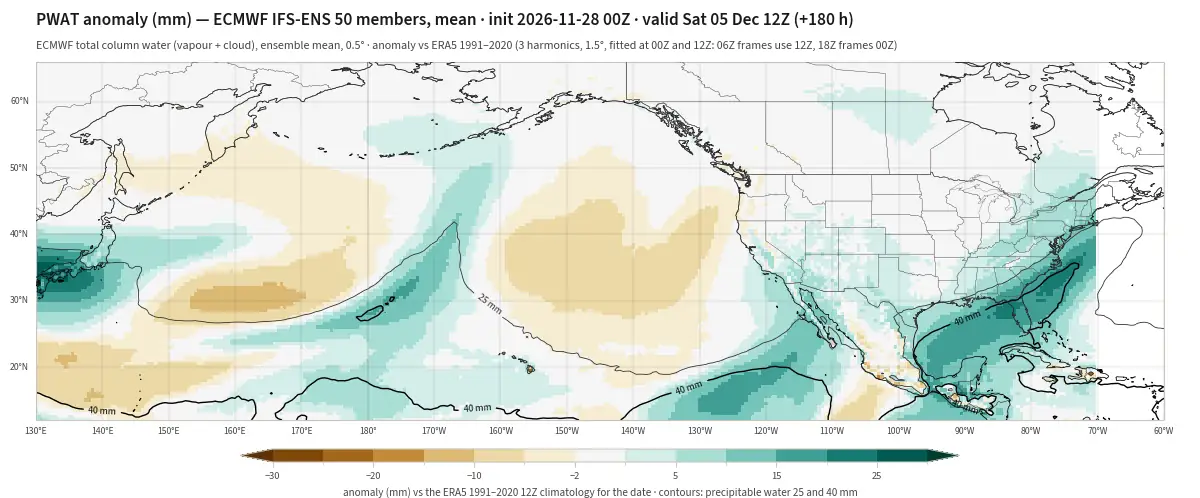 PWAT anomaly (mm) — ECMWF IFS-ENS 50 members, mean · init 2026-11-28 00Z · valid Sat 05 Dec 12Z (+180 h)
ECMWF total column water (vapour + cloud), ensemble mean, 0.5° · anomaly vs ERA5 1991–2020 (3 harmonics, 1.5°, fitted at 00Z and 12Z: 06Z frames use 12Z, 18Z frames 00Z)
60°N
50°N
40°N
30°N
25 mm
40 mm
20°N
40 mm
40 mm
40 mm
130°E 140°E 150°E 160°E 170°E 180° 170°W 160°W 150°W 140°W 130°W 120°W 110°W 100°W 90°W 80°W 70°W 60°W
−30 −20 −10 −2 5 15 25
anomaly (mm) vs the ERA5 1991–2020 12Z climatology for the date · contours: precipitable water 25 and 40 mm